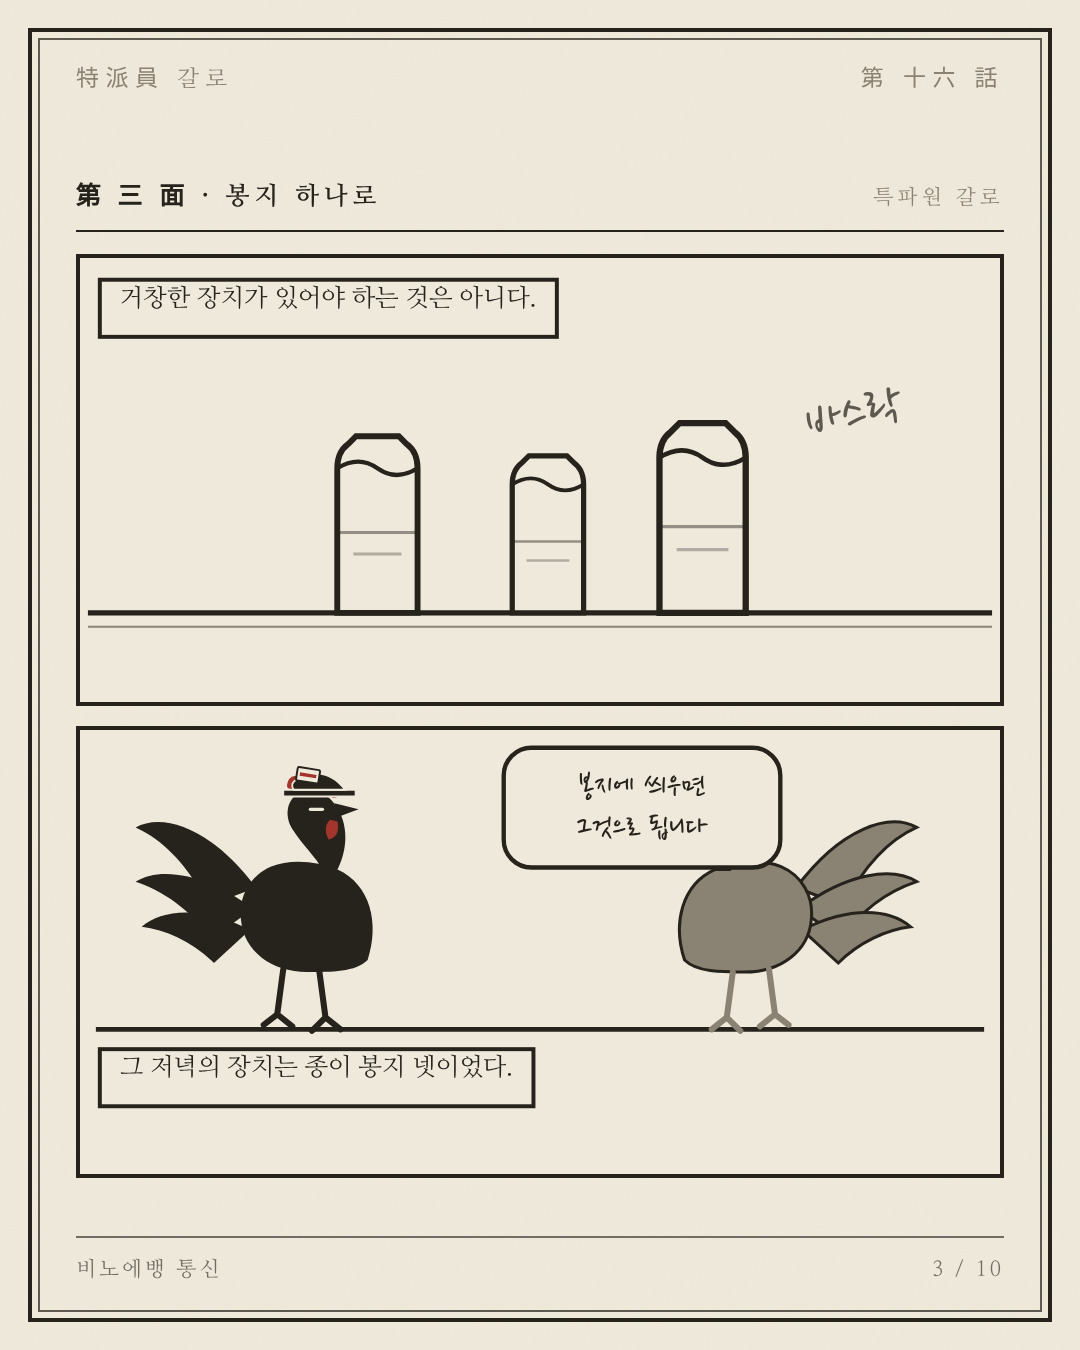 特派員 갈로
第 十六 話
第 三 面 · 봉지 하나로
특파원 갈로
거창한 장치가 있어야 하는 것은 아니다.
바스락
봉지에 씌우면
그것으로 됩니다
그 저녁의 장치는 종이 봉지 넷이었다.
비노에뱅 통신
3 / 10